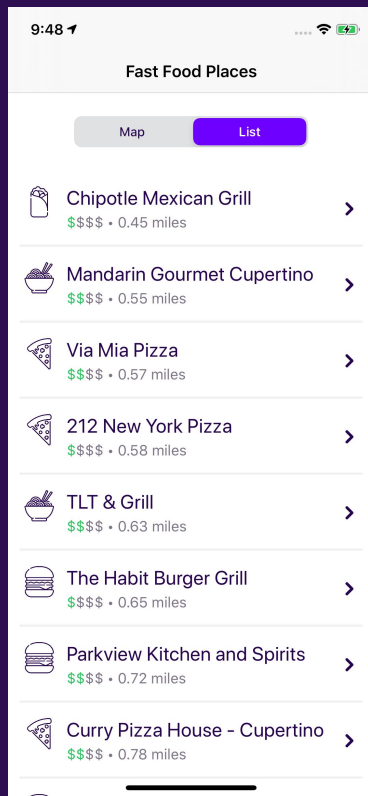 9:48
Fast Food Places
Map List
Chipotle Mexican Grill
$$$$ • 0.45 miles
Mandarin Gourmet Cupertino
$$$$ • 0.55 miles
Via Mia Pizza
$$$$ • 0.57 miles
212 New York Pizza
$$$$ • 0.58 miles
TLT & Grill
$$$$ • 0.63 miles
The Habit Burger Grill
$$$$ • 0.65 miles
Parkview Kitchen and Spirits
$$$$ • 0.72 miles
Curry Pizza House - Cupertino
$$$$ • 0.78 miles